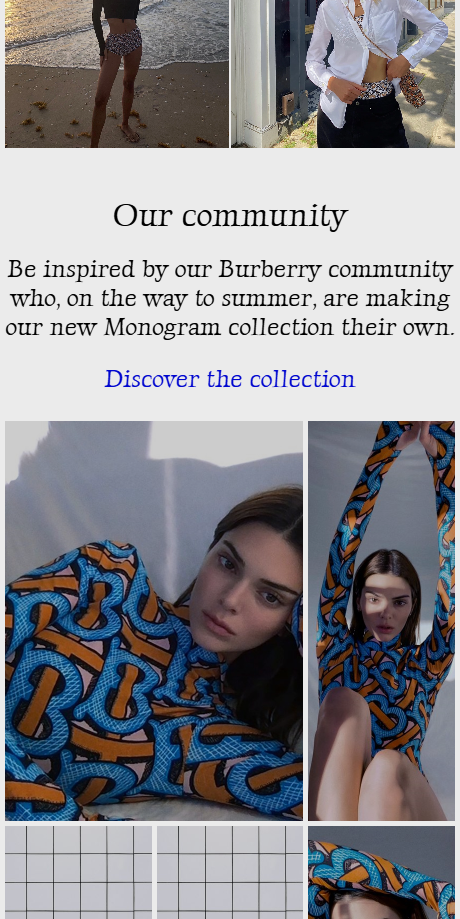 Our community
Be inspired by our Burberry community
who, on the way to summer, are making
our new Monogram collection their own.
Discover the collection